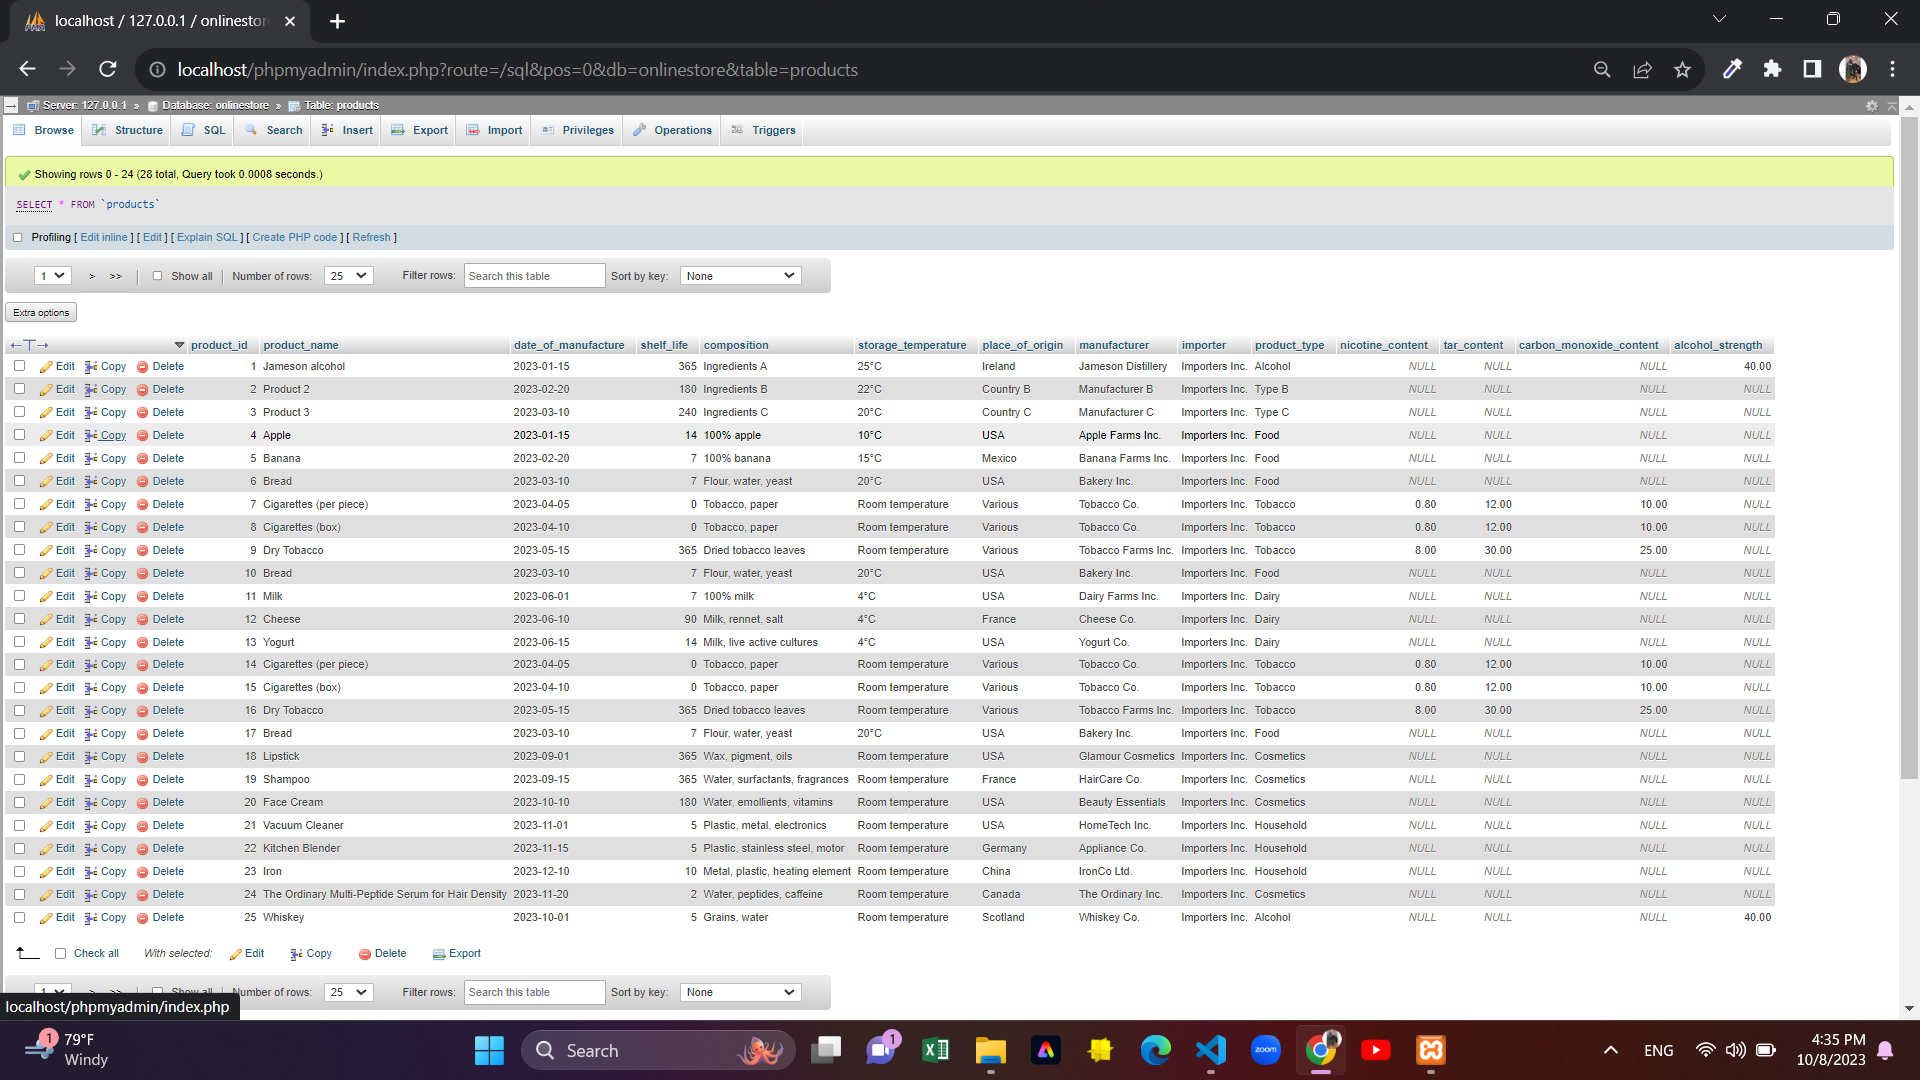 localhost / 127.0.0.1 / onlinestor
localhost/phpmyadmin/index.php?route=/sql&pos=0&db=onlinestore&table=products
Server: 127.0.0.1 » Database: onlinestore » Table: products
Browse Structure SQL Search Insert Export Import Privileges Operations Triggers
Showing rows 0 - 24 (28 total, Query took 0.0008 seconds.)
SELECT * FROM `products`
Profiling [ Edit inline ] [ Edit ] [ Explain SQL ] [ Create PHP code ] [ Refresh ]
1 > >> Show all Number of rows: 25 Filter rows: Search this table Sort by key: None
Extra options
product_id product_name date_of_manufacture shelf_life composition storage_temperature place_of_origin manufacturer importer product_type nicotine_content tar_content carbon_monoxide_content alcohol_strength
Edit Copy Delete 1 Jameson alcohol 2023-01-15 365 Ingredients A 25°C Ireland Jameson Distillery Importers Inc. Alcohol NULL NULL NULL 40.00
Edit Copy Delete 2 Product 2 2023-02-20 180 Ingredients B 22°C Country B Manufacturer B Importers Inc. Type B NULL NULL NULL NULL
Edit Copy Delete 3 Product 3 2023-03-10 240 Ingredients C 20°C Country C Manufacturer C Importers Inc. Type C NULL NULL NULL NULL
Edit Copy Delete 4 Apple 2023-01-15 14 100% apple 10°C USA Apple Farms Inc. Importers Inc. Food NULL NULL NULL NULL
Edit Copy Delete 5 Banana 2023-02-20 7 100% banana 15°C Mexico Banana Farms Inc. Importers Inc. Food NULL NULL NULL NULL
Edit Copy Delete 6 Bread 2023-03-10 7 Flour, water, yeast 20°C USA Bakery Inc. Importers Inc. Food NULL NULL NULL NULL
Edit Copy Delete 7 Cigarettes (per piece) 2023-04-05 0 Tobacco, paper Room temperature Various Tobacco Co. Importers Inc. Tobacco 0.80 12.00 10.00 NULL
Edit Copy Delete 8 Cigarettes (box) 2023-04-10 0 Tobacco, paper Room temperature Various Tobacco Co. Importers Inc. Tobacco 0.80 12.00 10.00 NULL
Edit Copy Delete 9 Dry Tobacco 2023-05-15 365 Dried tobacco leaves Room temperature Various Tobacco Farms Inc. Importers Inc. Tobacco 8.00 30.00 25.00 NULL
Edit Copy Delete 10 Bread 2023-03-10 7 Flour, water, yeast 20°C USA Bakery Inc. Importers Inc. Food NULL NULL NULL NULL
Edit Copy Delete 11 Milk 2023-06-01 7 100% milk 4°C USA Dairy Farms Inc. Importers Inc. Dairy NULL NULL NULL NULL
Edit Copy Delete 12 Cheese 2023-06-10 90 Milk, rennet, salt 4°C France Cheese Co. Importers Inc. Dairy NULL NULL NULL NULL
Edit Copy Delete 13 Yogurt 2023-06-15 14 Milk, live active cultures 4°C USA Yogurt Co. Importers Inc. Dairy NULL NULL NULL NULL
Edit Copy Delete 14 Cigarettes (per piece) 2023-04-05 0 Tobacco, paper Room temperature Various Tobacco Co. Importers Inc. Tobacco 0.80 12.00 10.00 NULL
Edit Copy Delete 15 Cigarettes (box) 2023-04-10 0 Tobacco, paper Room temperature Various Tobacco Co. Importers Inc. Tobacco 0.80 12.00 10.00 NULL
Edit Copy Delete 16 Dry Tobacco 2023-05-15 365 Dried tobacco leaves Room temperature Various Tobacco Farms Inc. Importers Inc. Tobacco 8.00 30.00 25.00 NULL
Edit Copy Delete 17 Bread 2023-03-10 7 Flour, water, yeast 20°C USA Bakery Inc. Importers Inc. Food NULL NULL NULL NULL
Edit Copy Delete 18 Lipstick 2023-09-01 365 Wax, pigment, oils Room temperature USA Glamour Cosmetics Importers Inc. Cosmetics NULL NULL NULL NULL
Edit Copy Delete 19 Shampoo 2023-09-15 365 Water, surfactants, fragrances Room temperature France HairCare Co. Importers Inc. Cosmetics NULL NULL NULL NULL
Edit Copy Delete 20 Face Cream 2023-10-10 180 Water, emollients, vitamins Room temperature USA Beauty Essentials Importers Inc. Cosmetics NULL NULL NULL NULL
Edit Copy Delete 21 Vacuum Cleaner 2023-11-01 5 Plastic, metal, electronics Room temperature USA HomeTech Inc. Importers Inc. Household NULL NULL NULL NULL
Edit Copy Delete 22 Kitchen Blender 2023-11-15 5 Plastic, stainless steel, motor Room temperature Germany Appliance Co. Importers Inc. Household NULL NULL NULL NULL
Edit Copy Delete 23 Iron 2023-12-10 10 Metal, plastic, heating element Room temperature China IronCo Ltd. Importers Inc. Household NULL NULL NULL NULL
Edit Copy Delete 24 The Ordinary Multi-Peptide Serum for Hair Density 2023-11-20 2 Water, peptides, caffeine Room temperature Canada The Ordinary Inc. Importers Inc. Cosmetics NULL NULL NULL NULL
Edit Copy Delete 25 Whiskey 2023-10-01 5 Grains, water Room temperature Scotland Whiskey Co. Importers Inc. Alcohol NULL NULL NULL 40.00
Check all With selected: Edit Copy Delete Export
1 > >> Show all Number of rows: 25 Filter rows: Search this table Sort by key: None
localhost/phpmyadmin/index.php
1 79°F Windy
Search
1
zoom
ENG
4:35 PM
10/8/2023